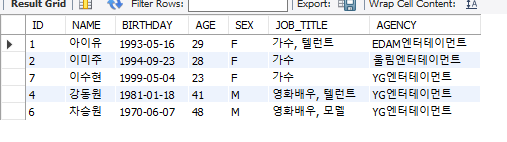 Result Grid Filter Rows: Export: Wrap Cell Content:
ID NAME BIRTHDAY AGE SEX JOB_TITLE AGENCY
1 아이유 1993-05-16 29 F 가수, 텔런트 EDAM엔터테이먼트
2 이미주 1994-09-23 28 F 가수 울림엔터테이먼트
7 이수현 1999-05-04 23 F 가수 YG엔터테이먼트
4 강동원 1981-01-18 41 M 영화배우, 텔런트 YG엔터테이먼트
6 차승원 1970-06-07 48 M 영화배우, 모델 YG엔터테이먼트